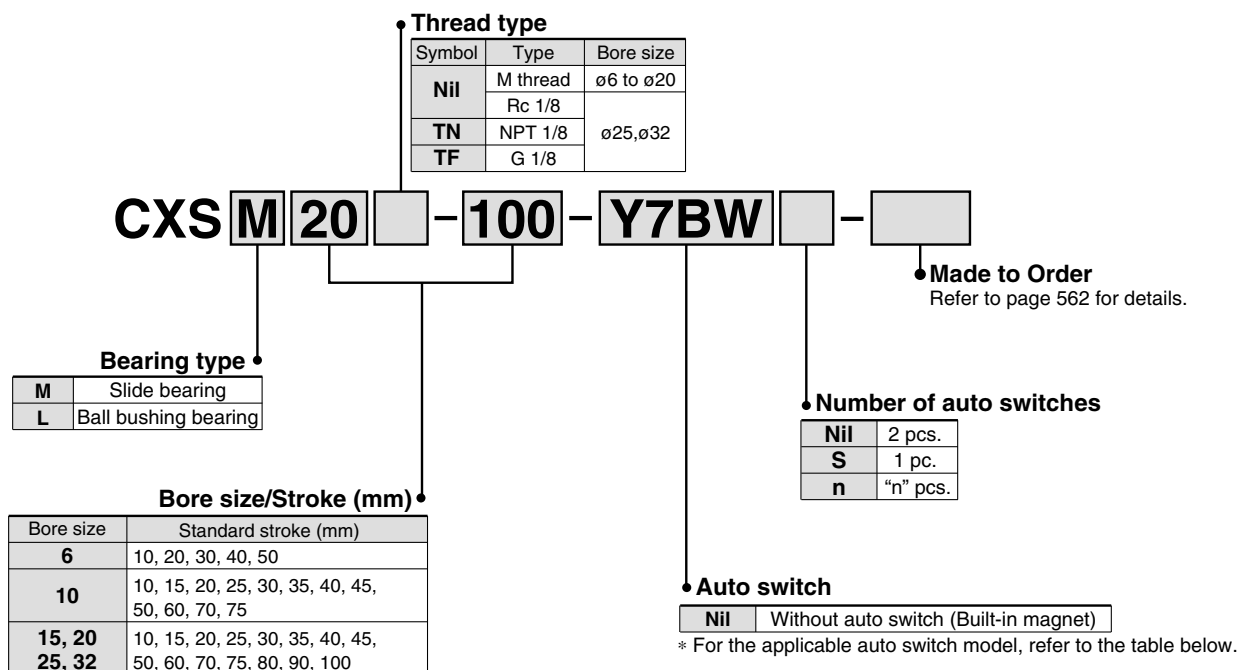 Thread type
Symbol Type Bore size
Nil M thread ø6 to ø20
Rc 1/8 ø25,ø32
TN NPT 1/8
TF G 1/8
CXS M 20 – 100 – Y7BW –
Made to Order
Refer to page 562 for details.
Bearing type
M Slide bearing
L Ball bushing bearing
Number of auto switches
Nil 2 pcs.
S 1 pc.
n “n” pcs.
Bore size/Stroke (mm)
Bore size Standard stroke (mm)
6 10, 20, 30, 40, 50
10 10, 15, 20, 25, 30, 35, 40, 45,
50, 60, 70, 75
15, 20 10, 15, 20, 25, 30, 35, 40, 45,
25, 32 50, 60, 70, 75, 80, 90, 100
Auto switch
Nil Without auto switch (Built-in magnet)
∗ For the applicable auto switch model, refer to the table below.